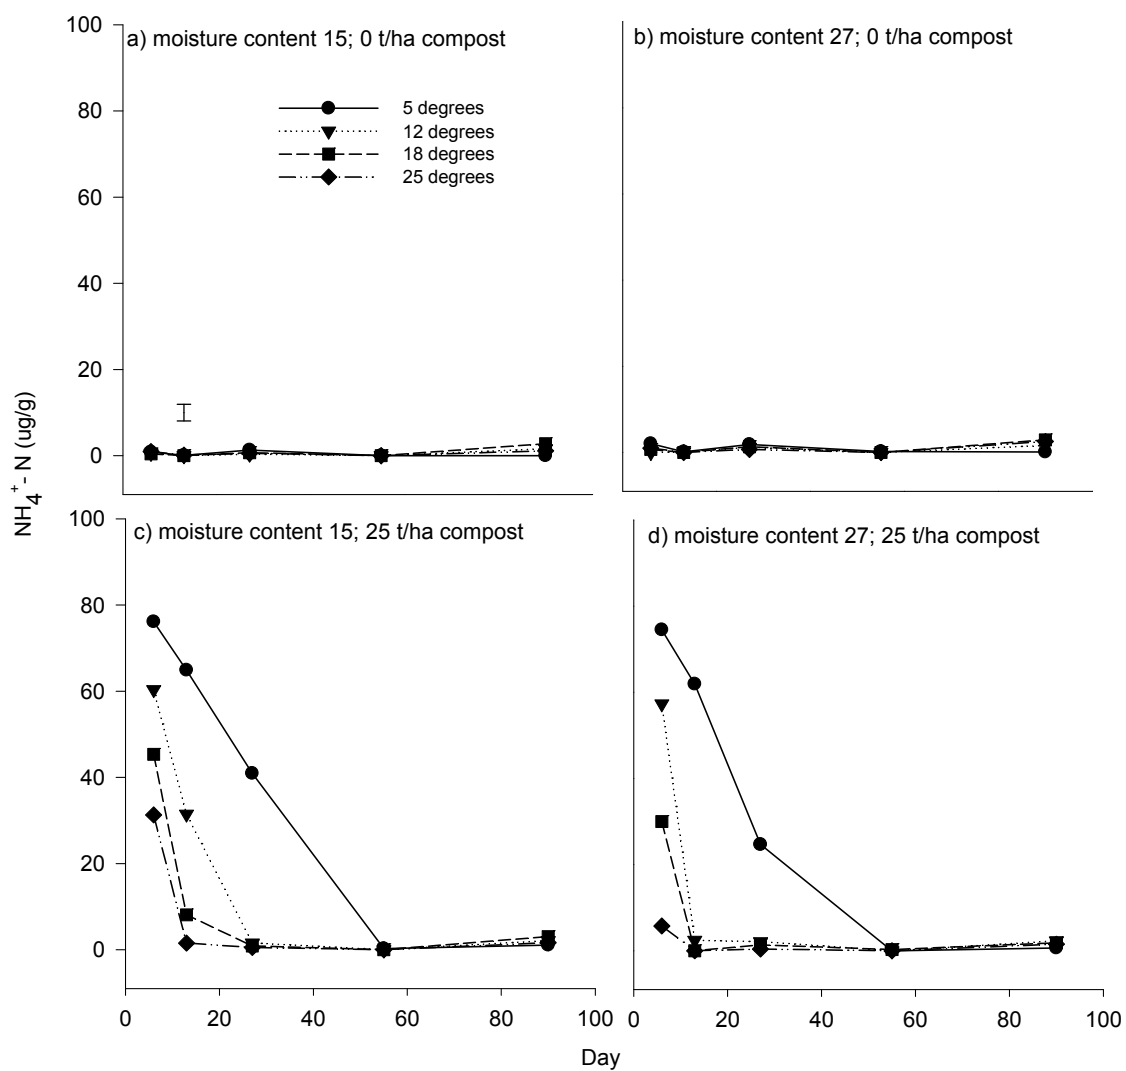 a) moisture content 15; 0 t/ha compost
b) moisture content 27; 0 t/ha compost
100
80
60
40
20
0
5 degrees
12 degrees
18 degrees
25 degrees
NH4+- N (ug/g)
c) moisture content 15; 25 t/ha compost
d) moisture content 27; 25 t/ha compost
100
80
60
40
20
0
0 20 40 60 80 100
0 20 40 60 80 100
Day